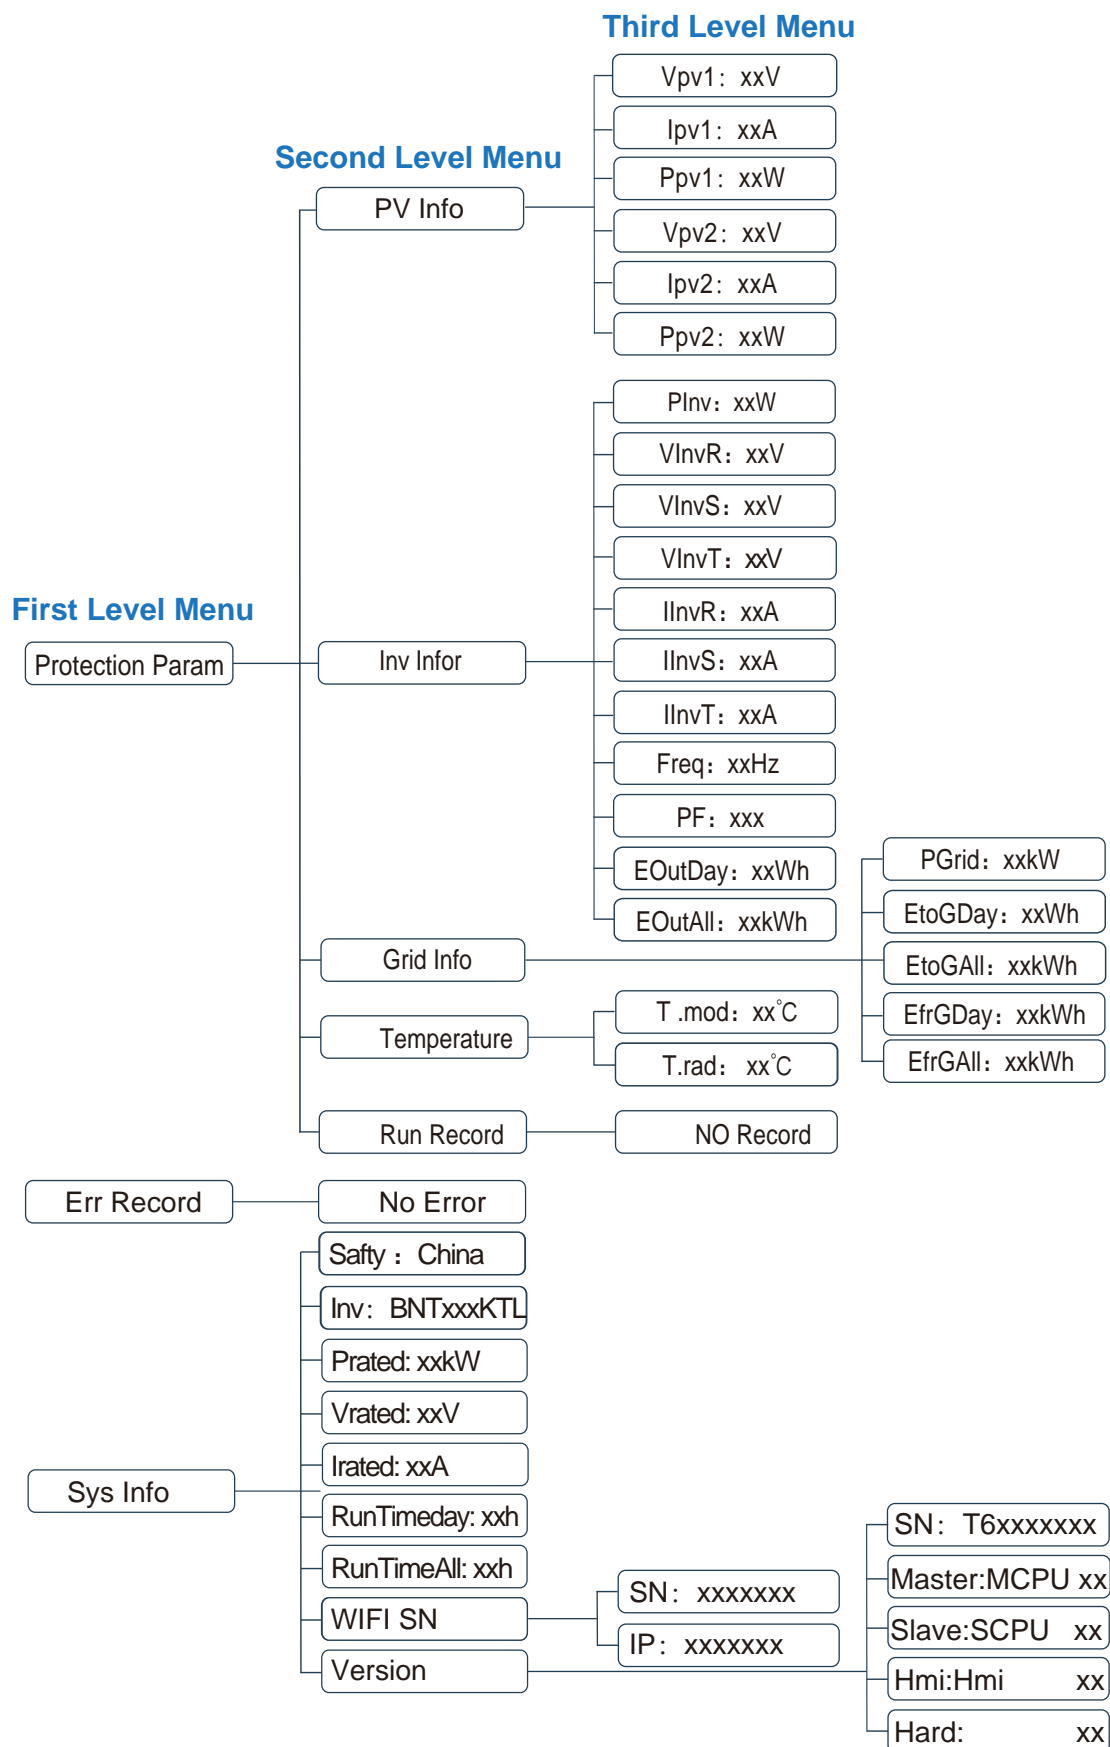 Third Level Menu
Vpv1: xxV
Ipv1: xxA
Second Level Menu
Ppv1: xxW
PV Info
Vpv2: xxV
Ipv2: xxA
Ppv2: xxW
PInv: xxW
VInvR: xxV
VInvS: xxV
VInvT: xxV
First Level Menu
IInvR: xxA
Protection Param
Inv Infor
IInvS: xxA
IInvT: xxA
Freq: xxHz
PF: xxx
EOutDay: xxWh
EOutAll: xxkWh
Grid Info
PGrid: xxkW
EtoGDay: xxWh
EtoGAll: xxkWh
EfrGDay: xxkWh
EfrGAll: xxkWh
Temperature
T .mod: xx°C
T.rad: xx°C
Run Record
NO Record
Err Record
No Error
Safty : China
Inv: BNTxxxKTL
Prated: xxkW
Vrated: xxV
Irated: xxA
Sys Info
RunTimeday: xxh
RunTimeAll: xxh
WIFI SN
SN: xxxxxxx
IP: xxxxxxx
Version
SN: T6xxxxxxx
Master:MCPU xx
Slave:SCPU xx
Hmi:Hmi xx
Hard: xx